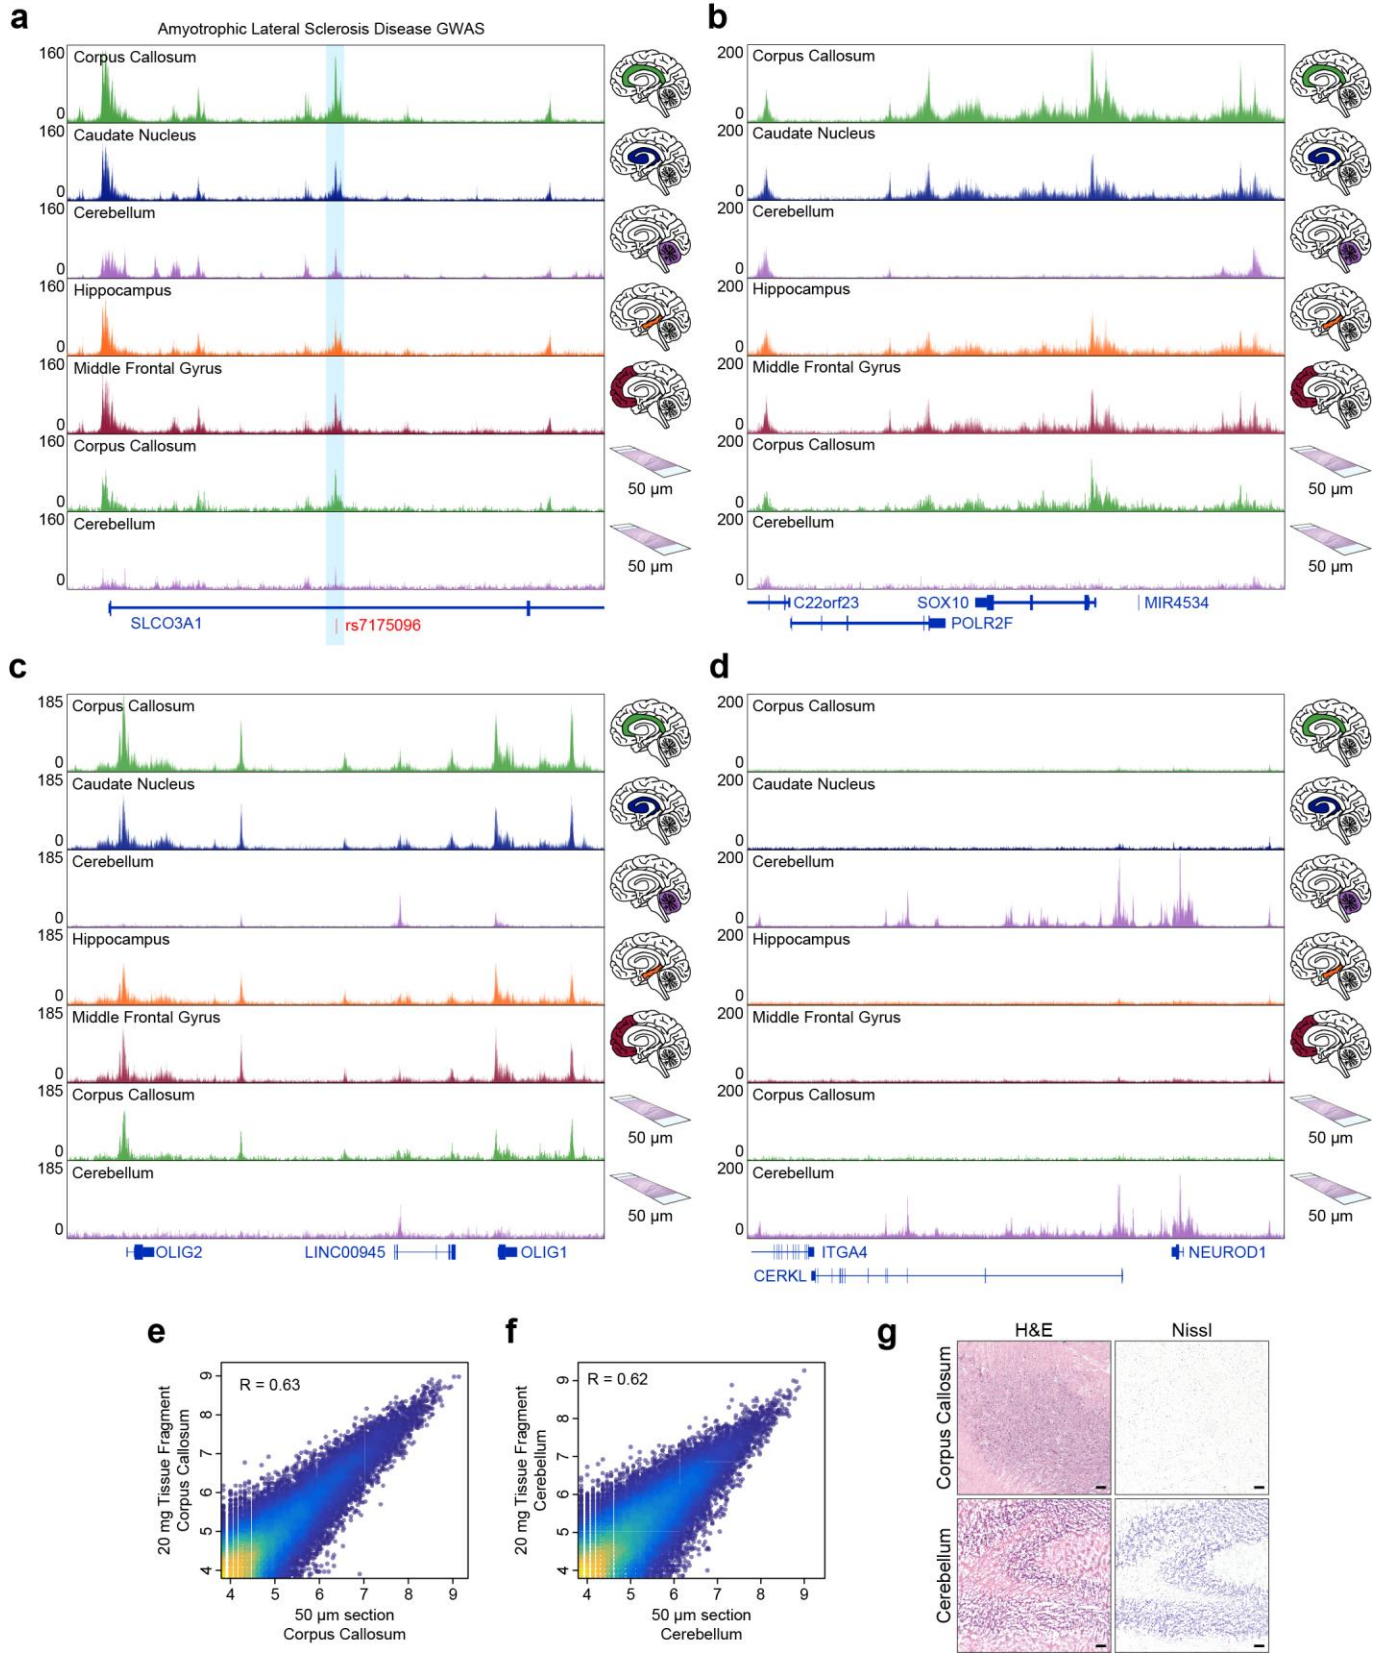 a
Amyotrophic Lateral Sclerosis Disease GWAS
160
Corpus Callosum
0
160
Caudate Nucleus
0
160
Cerebellum
0
160
Hippocampus
0
160
Middle Frontal Gyrus
0
160
Corpus Callosum
0
50 µm
160
Cerebellum
0
50 µm
SLCO3A1
rs7175096
b
200
Corpus Callosum
0
200
Caudate Nucleus
0
200
Cerebellum
0
200
Hippocampus
0
200
Middle Frontal Gyrus
0
200
Corpus Callosum
0
50 µm
200
Cerebellum
0
50 µm
C22orf23 SOX10 MIR4534
POLR2F
c
185
Corpus Callosum
0
185
Caudate Nucleus
0
185
Cerebellum
0
185
Hippocampus
0
185
Middle Frontal Gyrus
0
185
Corpus Callosum
0
50 µm
185
Cerebellum
0
50 µm
OLIG2 LINC00945 OLIG1
d
200
Corpus Callosum
0
200
Caudate Nucleus
0
200
Cerebellum
0
200
Hippocampus
0
200
Middle Frontal Gyrus
0
200
Corpus Callosum
0
50 µm
200
Cerebellum
0
50 µm
ITGA4 NEUROD1
CERKL
e
R = 0.63
20 mg Tissue Fragment
Corpus Callosum
9
8
7
6
5
4
4 5 6 7 8 9
50 µm section
Corpus Callosum
f
R = 0.62
20 mg Tissue Fragment
Cerebellum
9
8
7
6
5
4
4 5 6 7 8 9
50 µm section
Cerebellum
g
H&E Nissl
Corpus Callosum
Cerebellum